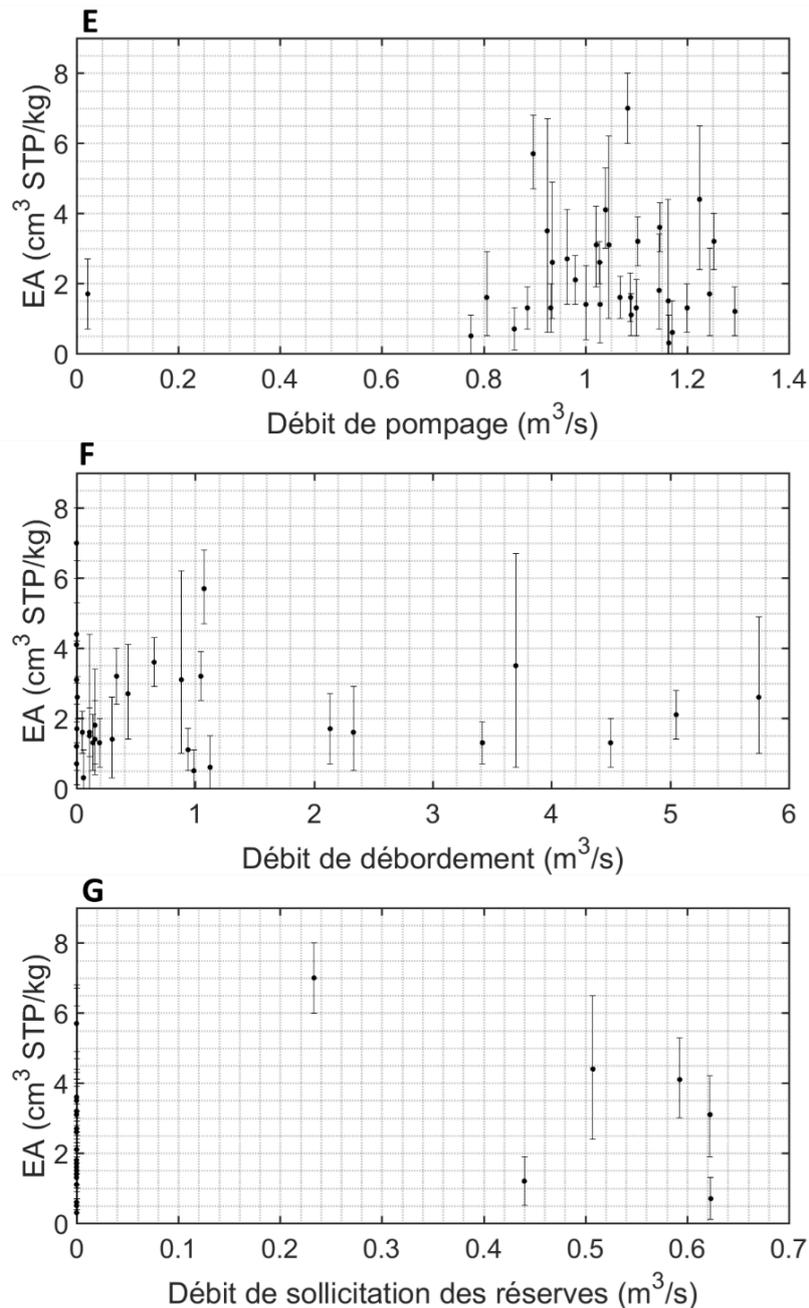 E
EA (cm³ STP/kg)
8
6
4
2
0
0 0.2 0.4 0.6 0.8 1 1.2 1.4
Débit de pompage (m³/s)
F
EA (cm³ STP/kg)
8
6
4
2
0
0 1 2 3 4 5 6
Débit de débordement (m³/s)
G
EA (cm³ STP/kg)
8
6
4
2
0
0 0.1 0.2 0.3 0.4 0.5 0.6 0.7
Débit de sollicitation des réserves (m³/s)